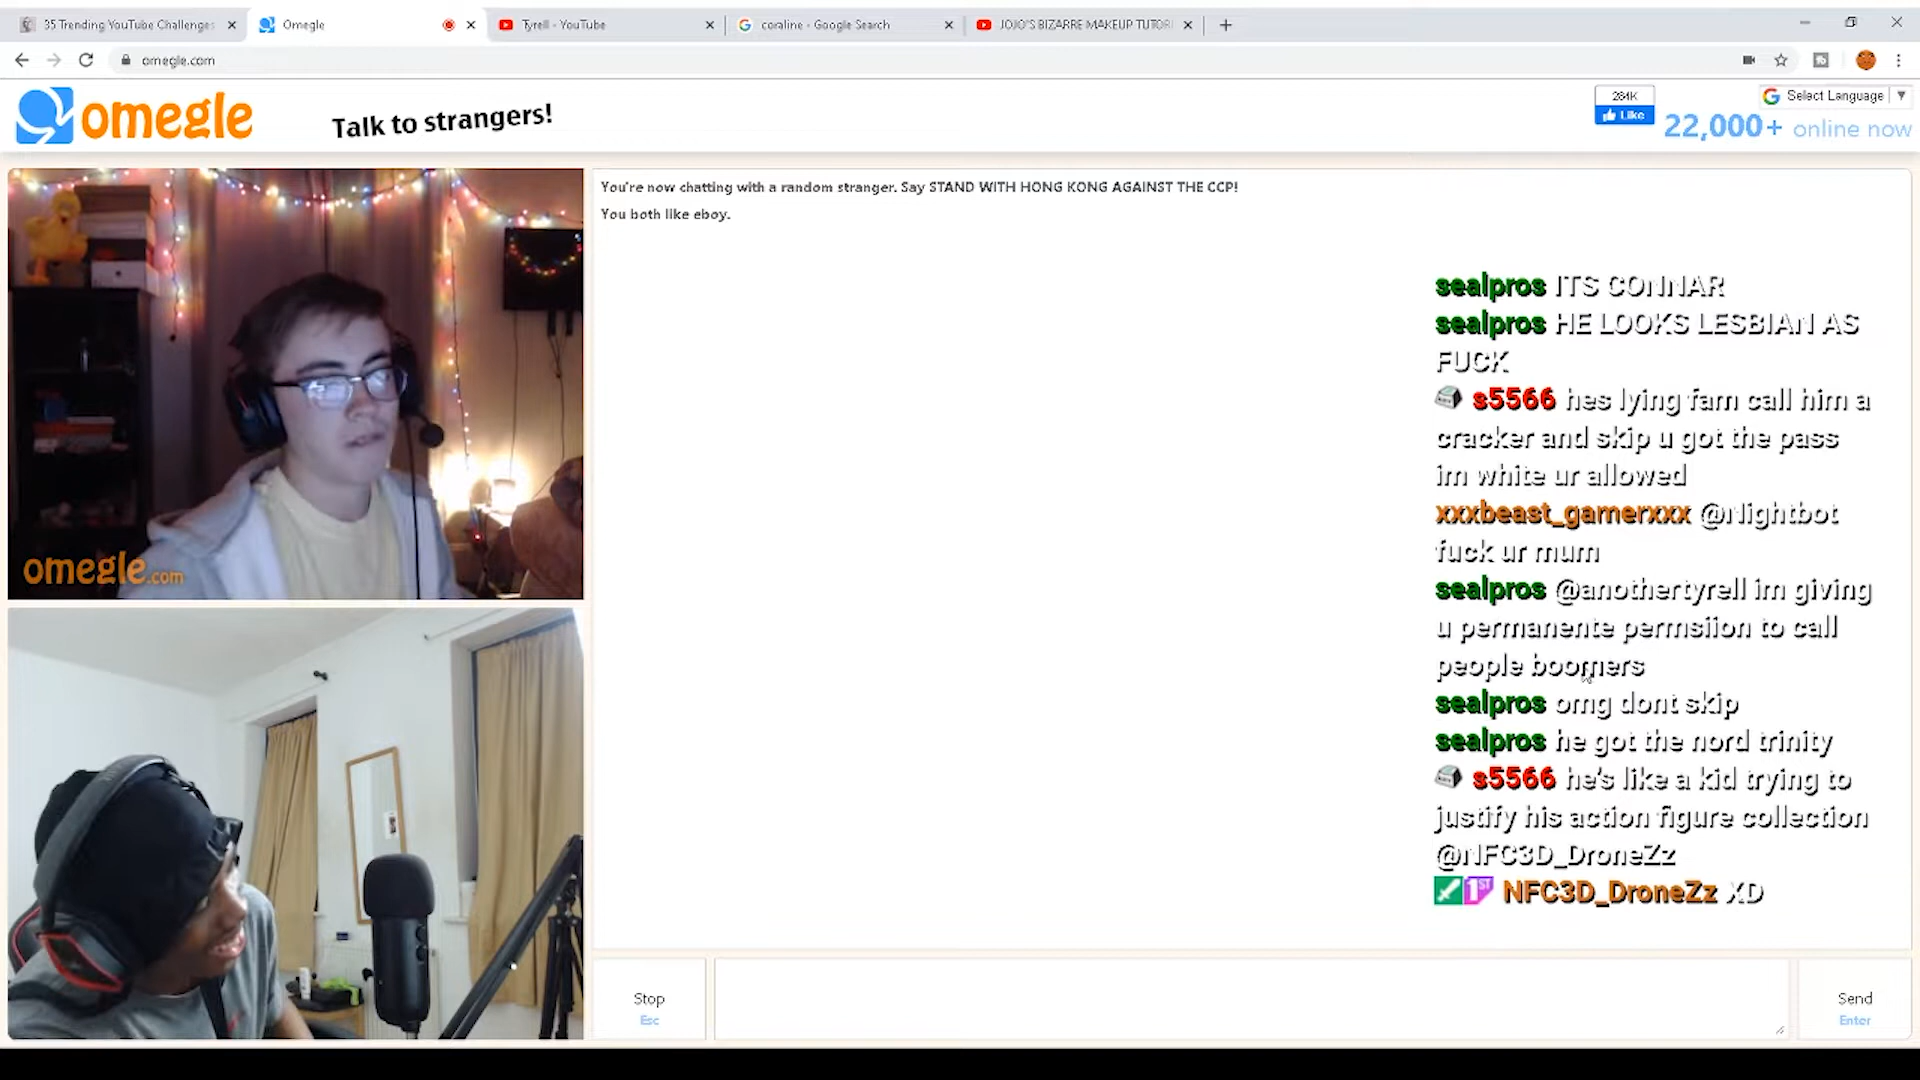 35 Trending YouTube Challenges
Omegle
Tyrell - YouTube
coraline - Google Search
JOJO'S BIZARRE MAKEUP TUTORI
omegle.com
omegle
Talk to strangers!
284K
Like
Select Language
22,000+ online now
You're now chatting with a random stranger. Say STAND WITH HONG KONG AGAINST THE CCP!
You both like eboy.
omegle.com
sealpros ITS CONNAR
sealpros HE LOOKS LESBIAN AS
FUCK
s5566 hes lying fam call him a
cracker and skip u got the pass
im white ur allowed
xxxbeast_gamerxxx @Nightbot
fuck ur mum
sealpros @anothertyrell im giving
u permanente permsiion to call
people boomers
sealpros omg dont skip
sealpros he got the nord trinity
s5566 he's like a kid trying to
justify his action figure collection
@NFC3D_DroneZz
1ST NFC3D_DroneZz XD
Stop
Esc
Send
Enter